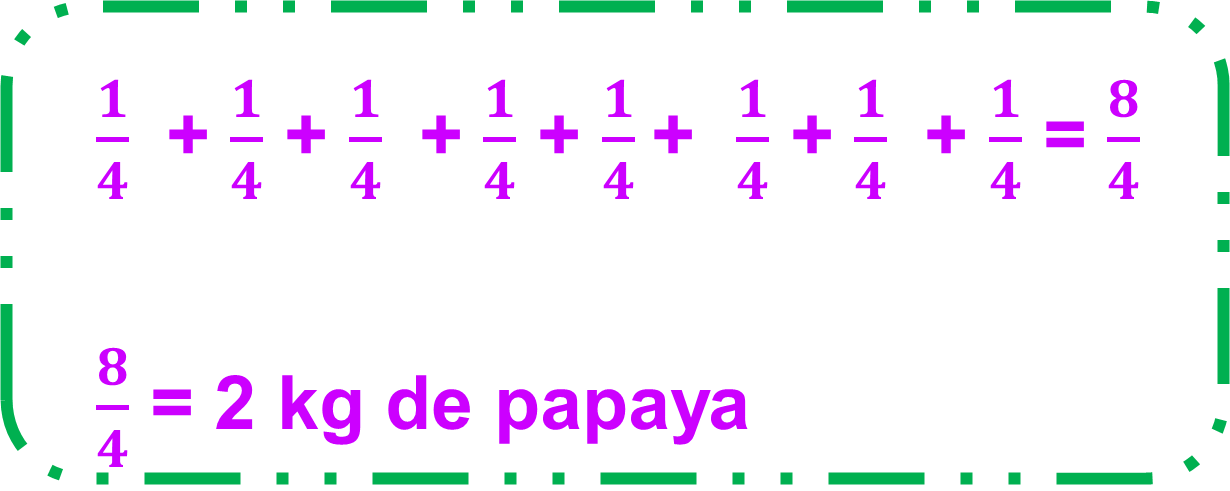 1/4 + 1/4 + 1/4 + 1/4 + 1/4 + 1/4 + 1/4 + 1/4 = 8/4
8/4 = 2 kg de papaya